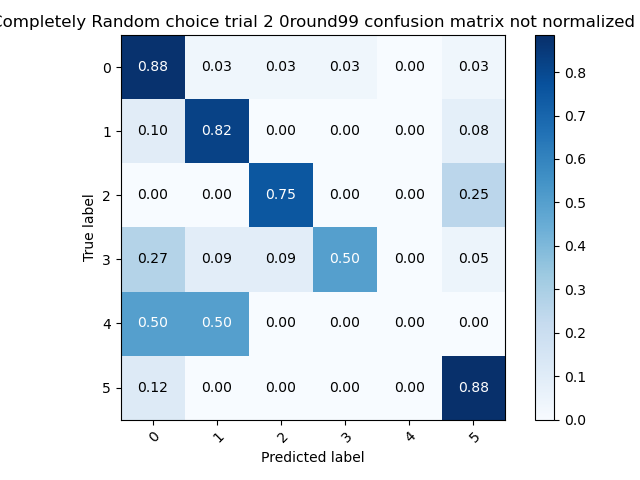 Completely Random choice trial 2 0round99 confusion matrix not normalized
0 0.88 0.03 0.03 0.03 0.00 0.03
1 0.10 0.82 0.00 0.00 0.00 0.08
2 0.00 0.00 0.75 0.00 0.00 0.25
3 0.27 0.09 0.09 0.50 0.00 0.05
4 0.50 0.50 0.00 0.00 0.00 0.00
5 0.12 0.00 0.00 0.00 0.00 0.88
0 1 2 3 4 5
True label
Predicted label
0.8
0.7
0.6
0.5
0.4
0.3
0.2
0.1
0.0